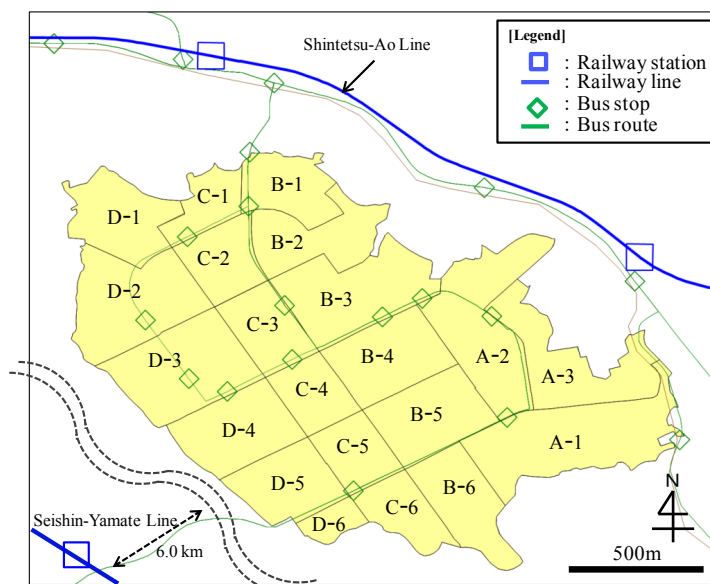 [Legend]
: Railway station
: Railway line
: Bus stop
: Bus route
Shintetsu-Ao Line
C-1
B-1
D-1
B-2
C-2
D-2
B-3
C-3
D-3
B-4
A-2
A-3
C-4
D-4
B-5
A-1
C-5
D-5
B-6
C-6
D-6
N
Seishin-Yamate Line
6.0 km
500m